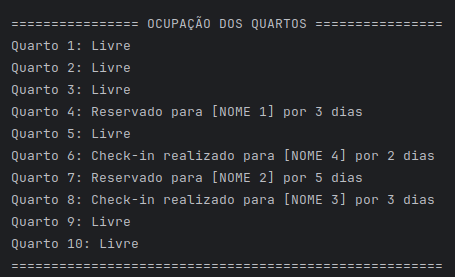 ================ OCUPAÇÃO DOS QUARTOS ================
Quarto 1: Livre
Quarto 2: Livre
Quarto 3: Livre
Quarto 4: Reservado para [NOME 1] por 3 dias
Quarto 5: Livre
Quarto 6: Check-in realizado para [NOME 4] por 2 dias
Quarto 7: Reservado para [NOME 2] por 5 dias
Quarto 8: Check-in realizado para [NOME 3] por 3 dias
Quarto 9: Livre
Quarto 10: Livre
======================================================